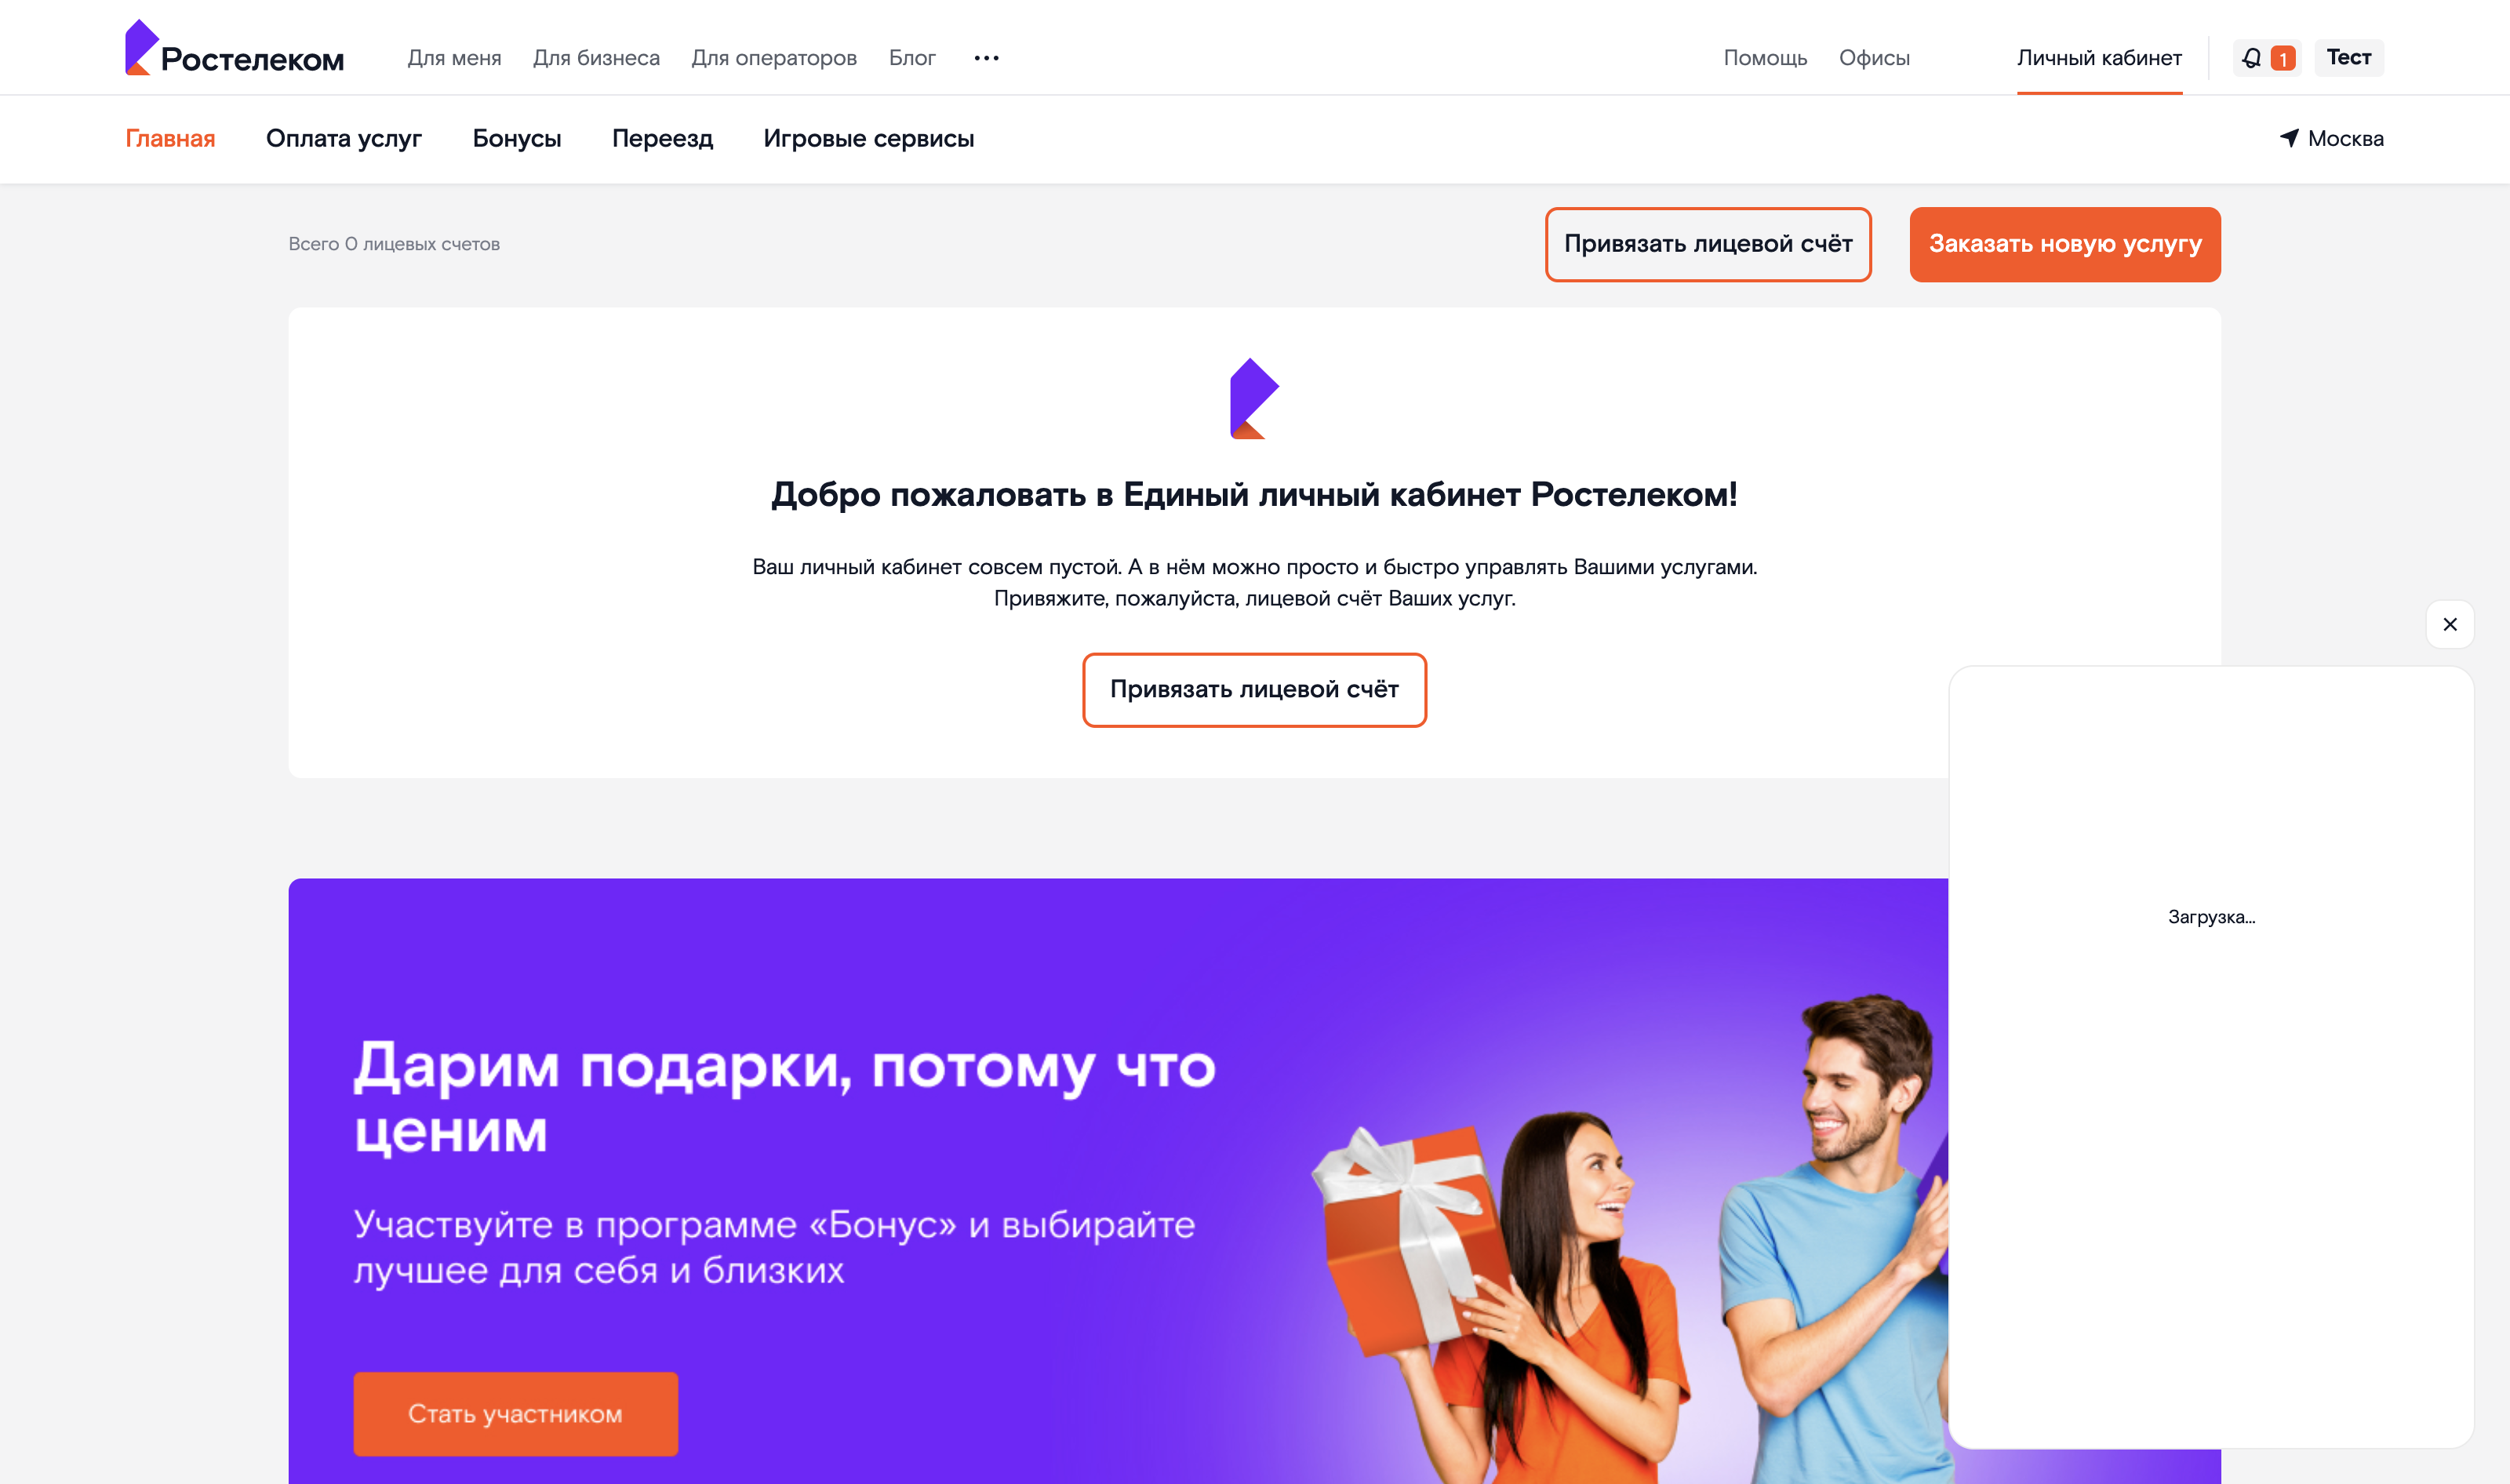 Ростелеком
Для меня
Для бизнеса
Для операторов
Блог
Помощь
Офисы
Личный кабинет
1
Тест
Главная
Оплата услуг
Бонусы
Переезд
Игровые сервисы
Москва
Всего 0 лицевых счетов
Привязать лицевой счёт
Заказать новую услугу
Добро пожаловать в Единый личный кабинет Ростелеком!
Ваш личный кабинет совсем пустой. А в нём можно просто и быстро управлять Вашими услугами.
Привяжите, пожалуйста, лицевой счёт Ваших услуг.
Привязать лицевой счёт
Загрузка...
Дарим подарки, потому что
ценим
Участвуйте в программе «Бонус» и выбирайте
лучшее для себя и близких
Стать участником